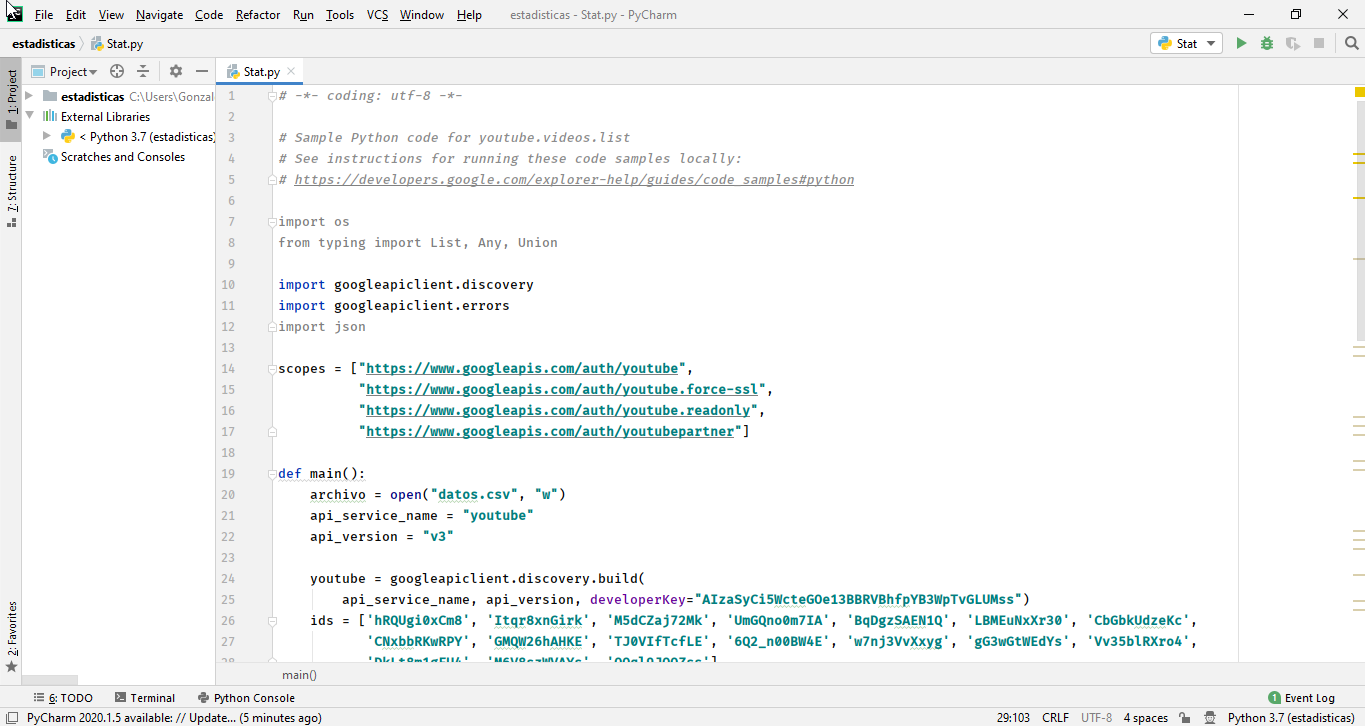 File Edit View Navigate Code Refactor Run Tools VCS Window Help estadisticas - Stat.py - PyCharm
estadisticas Stat.py Stat
Project Stat.py
1: Project
estadisticas C:\Users\Gonzal
External Libraries
< Python 3.7 (estadisticas)
Scratches and Consoles
7: Structure
2: Favorites
1 # -*- coding: utf-8 -*-
2
3 # Sample Python code for youtube.videos.list
4 # See instructions for running these code samples locally:
5 # https://developers.google.com/explorer-help/guides/code_samples#python
6
7 import os
8 from typing import List, Any, Union
9
10 import googleapiclient.discovery
11 import googleapiclient.errors
12 import json
13
14 scopes = ["https://www.googleapis.com/auth/youtube",
15 "https://www.googleapis.com/auth/youtube.force-ssl",
16 "https://www.googleapis.com/auth/youtube.readonly",
17 "https://www.googleapis.com/auth/youtubepartner"]
18
19 def main():
20 archivo = open("datos.csv", "w")
21 api_service_name = "youtube"
22 api_version = "v3"
23
24 youtube = googleapiclient.discovery.build(
25 api_service_name, api_version, developerKey="AIzaSyCi5WcteGOe13BBRVBhfpYB3WpTvGLUMss")
26 ids = ['hRQUgi0xCm8', 'Itqr8xnGirk', 'M5dCZaj72Mk', 'UmGQno0m7IA', 'BqDgzSAEN1Q', 'LBMEuNxXr30', 'CbGbkUdzeKc',
27 'CNxbbRKwRPY', 'GMQW26hAHKE', 'TJ0VIfTcfLE', '6Q2_n00BW4E', 'w7nj3VvXxyg', 'gG3wGtWEdYs', 'Vv35blRXro4',
28
main()
6: TODO Terminal Python Console 1 Event Log
PyCharm 2020.1.5 available: // Update... (5 minutes ago) 29:103 CRLF UTF-8 4 spaces Python 3.7 (estadisticas)